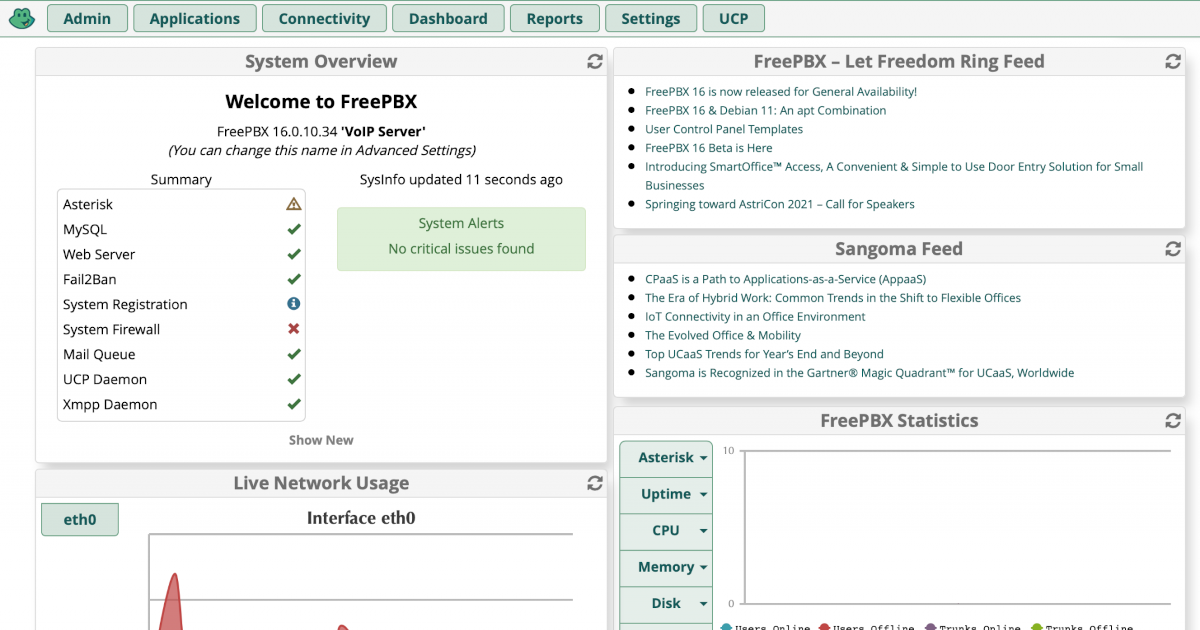 Admin
Applications
Connectivity
Dashboard
Reports
Settings
UCP
System Overview
Welcome to FreePBX
FreePBX 16.0.10.34 'VoIP Server'
(You can change this name in Advanced Settings)
Summary
Asterisk
MySQL
Web Server
Fail2Ban
System Registration
System Firewall
Mail Queue
UCP Daemon
Xmpp Daemon
SysInfo updated 11 seconds ago
System Alerts
No critical issues found
Show New
Live Network Usage
eth0
Interface eth0
FreePBX – Let Freedom Ring Feed
FreePBX 16 is now released for General Availability!
FreePBX 16 & Debian 11: An apt Combination
User Control Panel Templates
FreePBX 16 Beta is Here
Introducing SmartOffice™ Access, A Convenient & Simple to Use Door Entry Solution for Small
Businesses
Springing toward AstriCon 2021 – Call for Speakers
Sangoma Feed
CPaaS is a Path to Applications-as-a-Service (AppaaS)
The Era of Hybrid Work: Common Trends in the Shift to Flexible Offices
IoT Connectivity in an Office Environment
The Evolved Office & Mobility
Top UCaaS Trends for Year's End and Beyond
Sangoma is Recognized in the Gartner® Magic Quadrant™ for UCaaS, Worldwide
FreePBX Statistics
Asterisk
Uptime
CPU
Memory
Disk
10
0
Users Online
Users Offline
Trunks Online
Trunks Offline